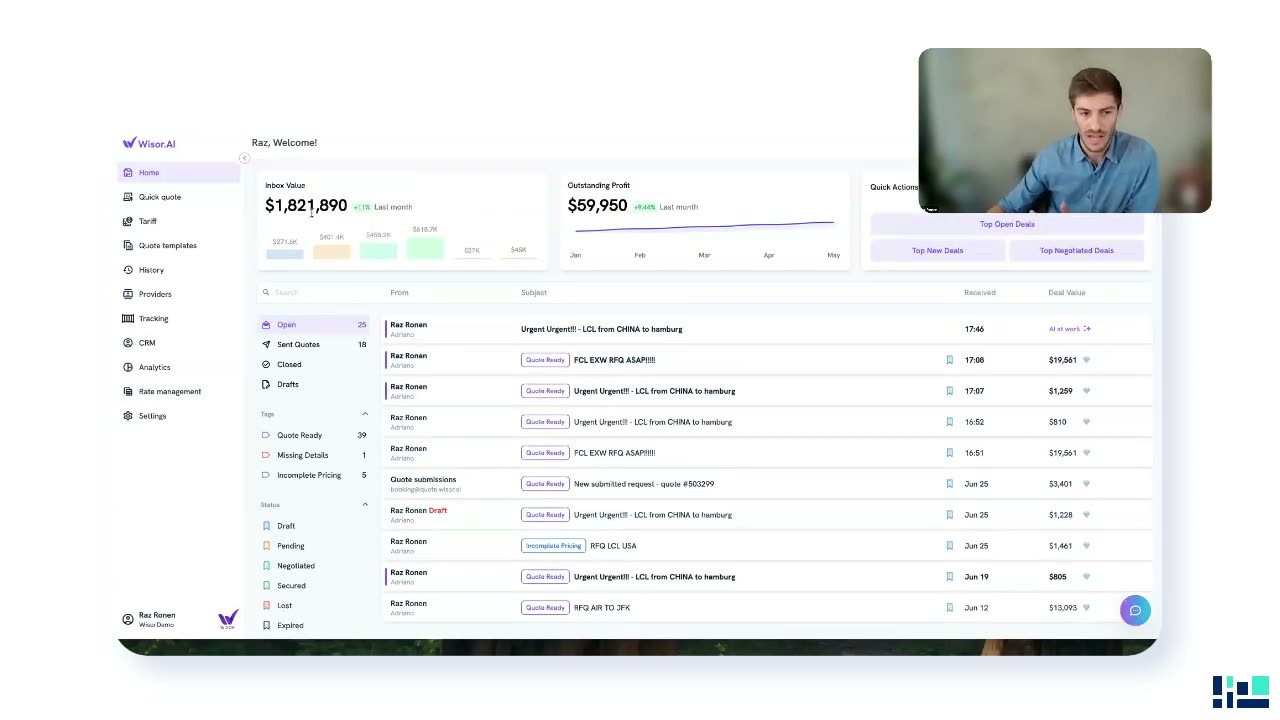 Wisor.AI
Raz, Welcome!
Home
Quick quote
Tariff
Quote templates
History
Providers
Tracking
CRM
Analytics
Rate management
Settings
Raz Ronen
WisorDemo
WISOR
Inbox Value
$1,821,890 +1.1% Last month
$271.6K $401.4K $458.2K $618.7K $27K $45K
Outstanding Profit
$59,950 +9.44% Last month
Jan Feb Mar Apr May
Quick Actions
Top Open Deals
Top New Deals Top Negotiated Deals
Search From Subject Received Deal Value
Open 25
Sent Quotes 18
Closed
Drafts
Tags
Quote Ready 39
Missing Details 1
Incomplete Pricing 5
Status
Draft
Pending
Negotiated
Secured
Lost
Expired
Raz Ronen
Adriano
Urgent Urgent!!! - LCL from CHINA to hamburg 17:46 AI at work
Raz Ronen
Adriano
Quote Ready FCL EXW RFQ ASAP!!!!! 17:08 $19,561
Raz Ronen
Adriano
Quote Ready Urgent Urgent!!! - LCL from CHINA to hamburg 17:07 $1,259
Raz Ronen
Adriano
Quote Ready Urgent Urgent!!! - LCL from CHINA to hamburg 16:52 $810
Raz Ronen
Adriano
Quote Ready FCL EXW RFQ ASAP!!!!! 16:51 $19,561
Quote submissions
booking@quote.wisor.ai
Quote Ready New submitted request - quote #503299 Jun 25 $3,401
Raz Ronen Draft
Adriano
Quote Ready Urgent Urgent!!! - LCL from CHINA to hamburg Jun 25 $1,228
Raz Ronen
Adriano
Incomplete Pricing RFQ LCL USA Jun 25 $1,461
Raz Ronen
Adriano
Quote Ready Urgent Urgent!!! - LCL from CHINA to hamburg Jun 19 $805
Raz Ronen
Adriano
Quote Ready RFQ AIR TO JFK Jun 12 $13,093